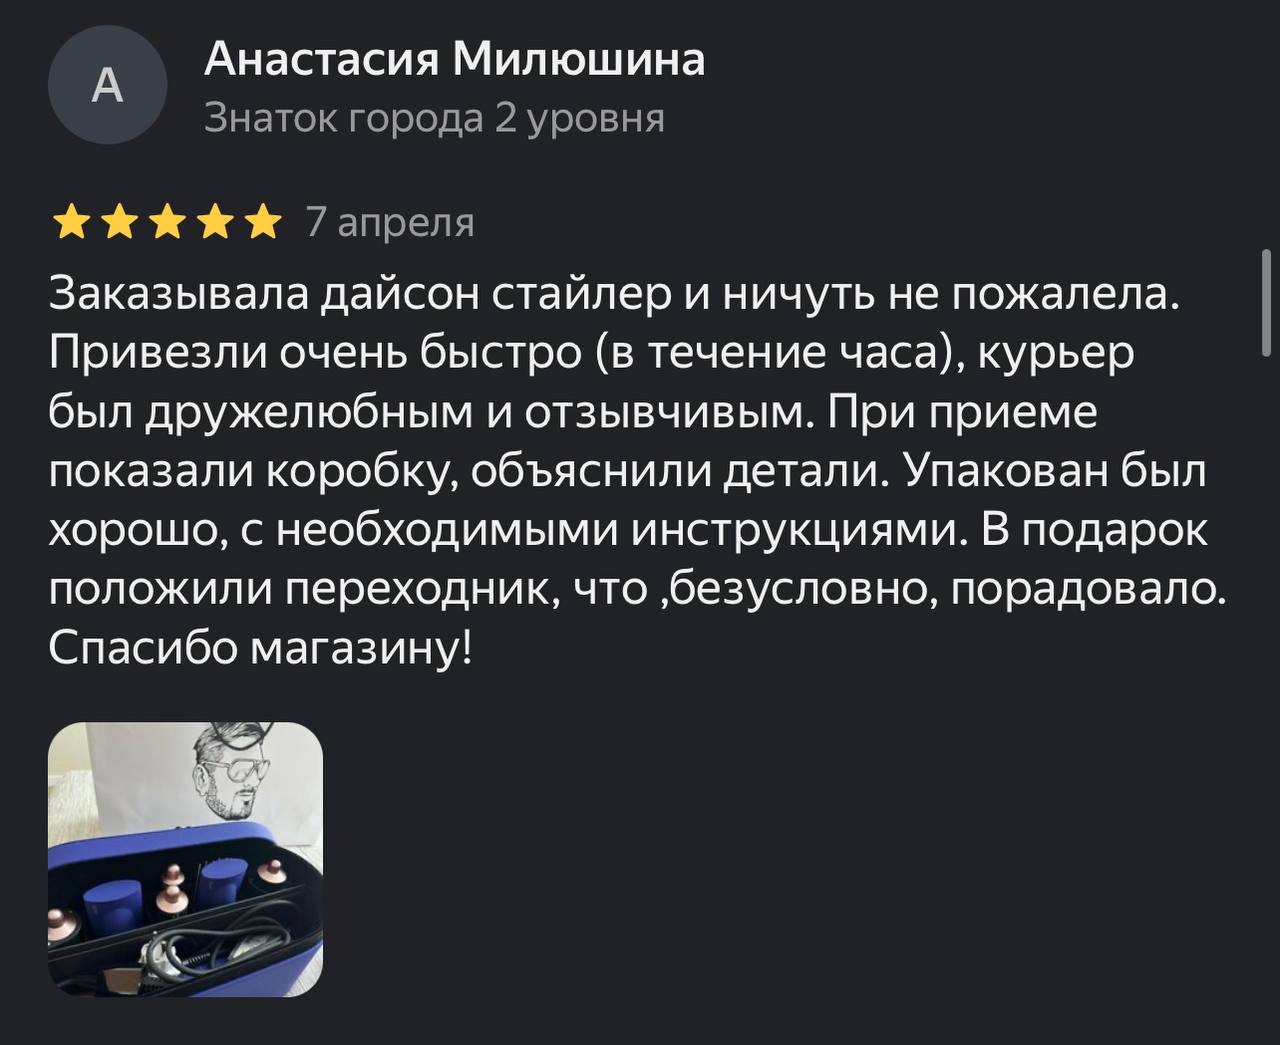 А
Анастасия Милюшина
Знаток города 2 уровня
7 апреля
Заказывала дайсон стайлер и ничуть не пожалела.
Привезли очень быстро (в течение часа), курьер
был дружелюбным и отзывчивым. При приеме
показали коробку, объяснили детали. Упакован был
хорошо, с необходимыми инструкциями. В подарок
положили переходник, что ,безусловно, порадовало.
Спасибо магазину!